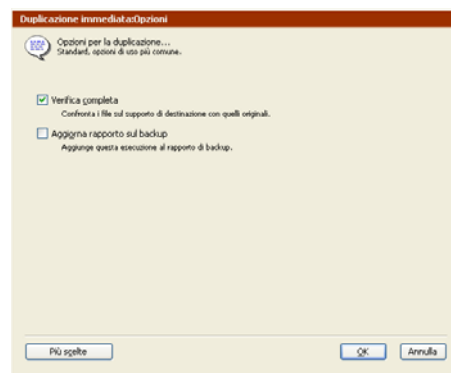 Duplicazione immediata:Opzioni
Opzioni per la duplicazione...
Standard, opzioni di uso più comune.
Verifica completa
Confronta i file sul supporto di destinazione con quelli originali.
Aggiorna rapporto sul backup
Aggiunge questa esecuzione al rapporto di backup.
Più scelte
OK
Annulla